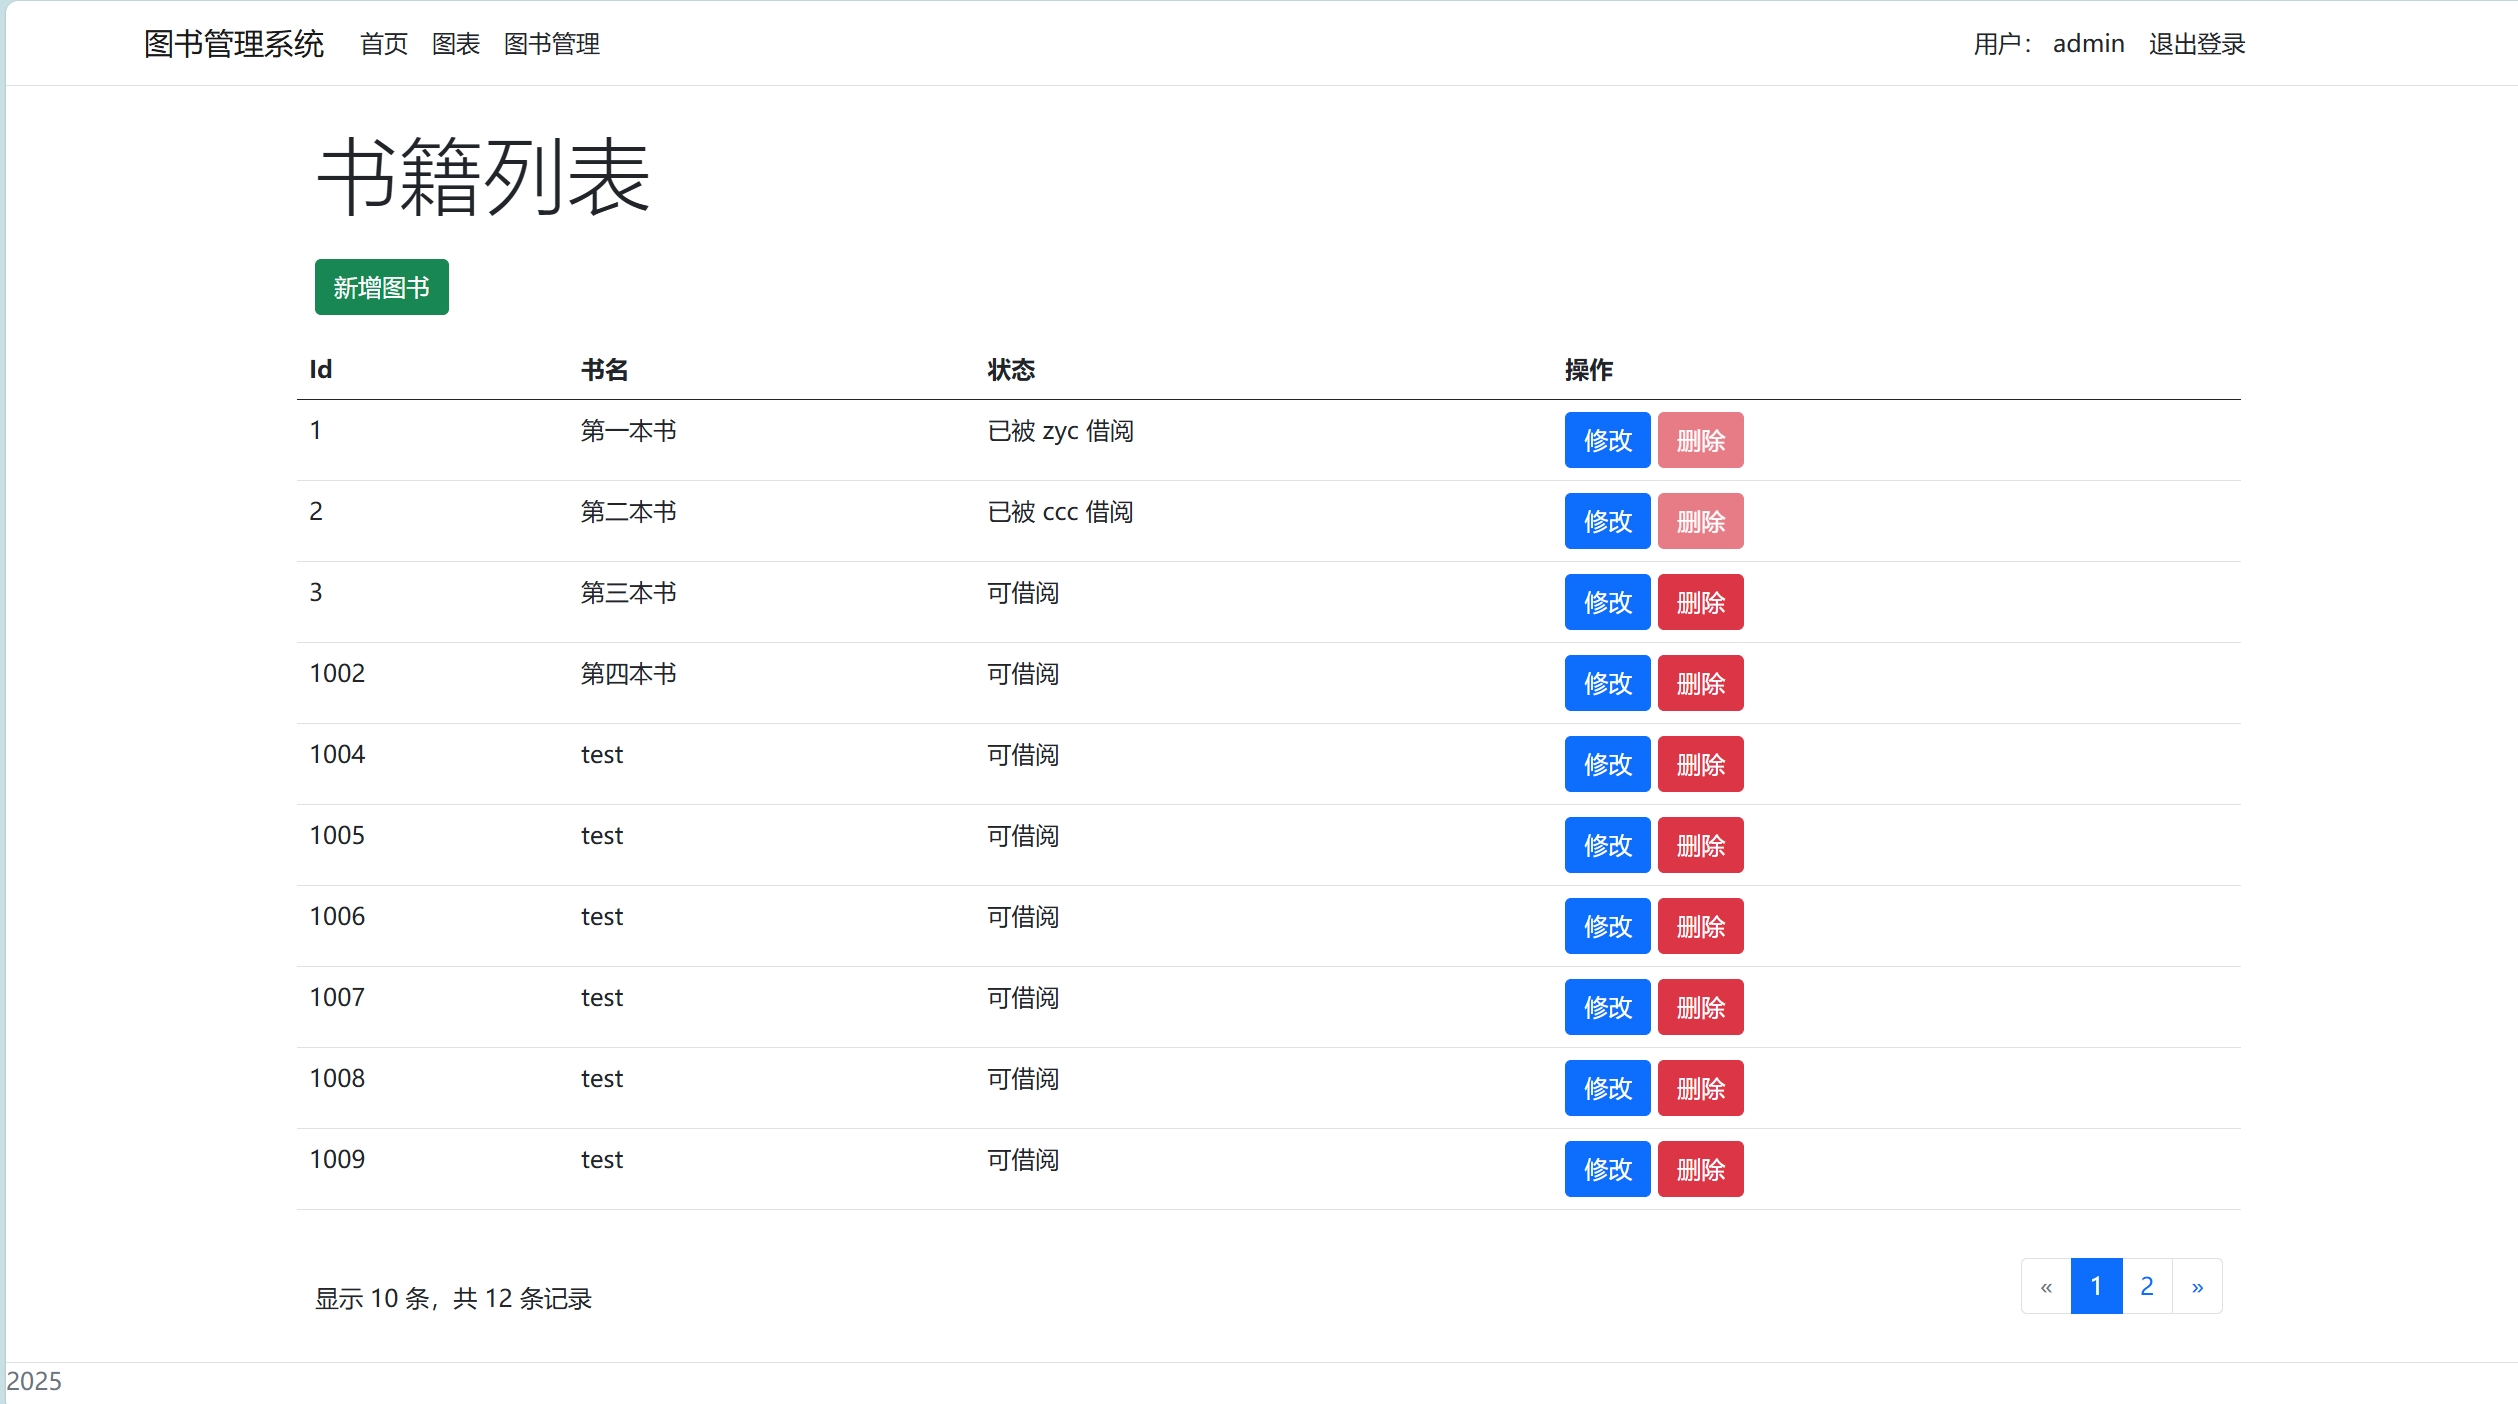 图书管理系统 首页 图表 图书管理 用户： admin 退出登录
书籍列表
新增图书
Id 书名 状态 操作
1 第一本书 已被 zyc 借阅 修改 删除
2 第二本书 已被 ccc 借阅 修改 删除
3 第三本书 可借阅 修改 删除
1002 第四本书 可借阅 修改 删除
1004 test 可借阅 修改 删除
1005 test 可借阅 修改 删除
1006 test 可借阅 修改 删除
1007 test 可借阅 修改 删除
1008 test 可借阅 修改 删除
1009 test 可借阅 修改 删除
显示 10 条，共 12 条记录 « 1 2 »
2025